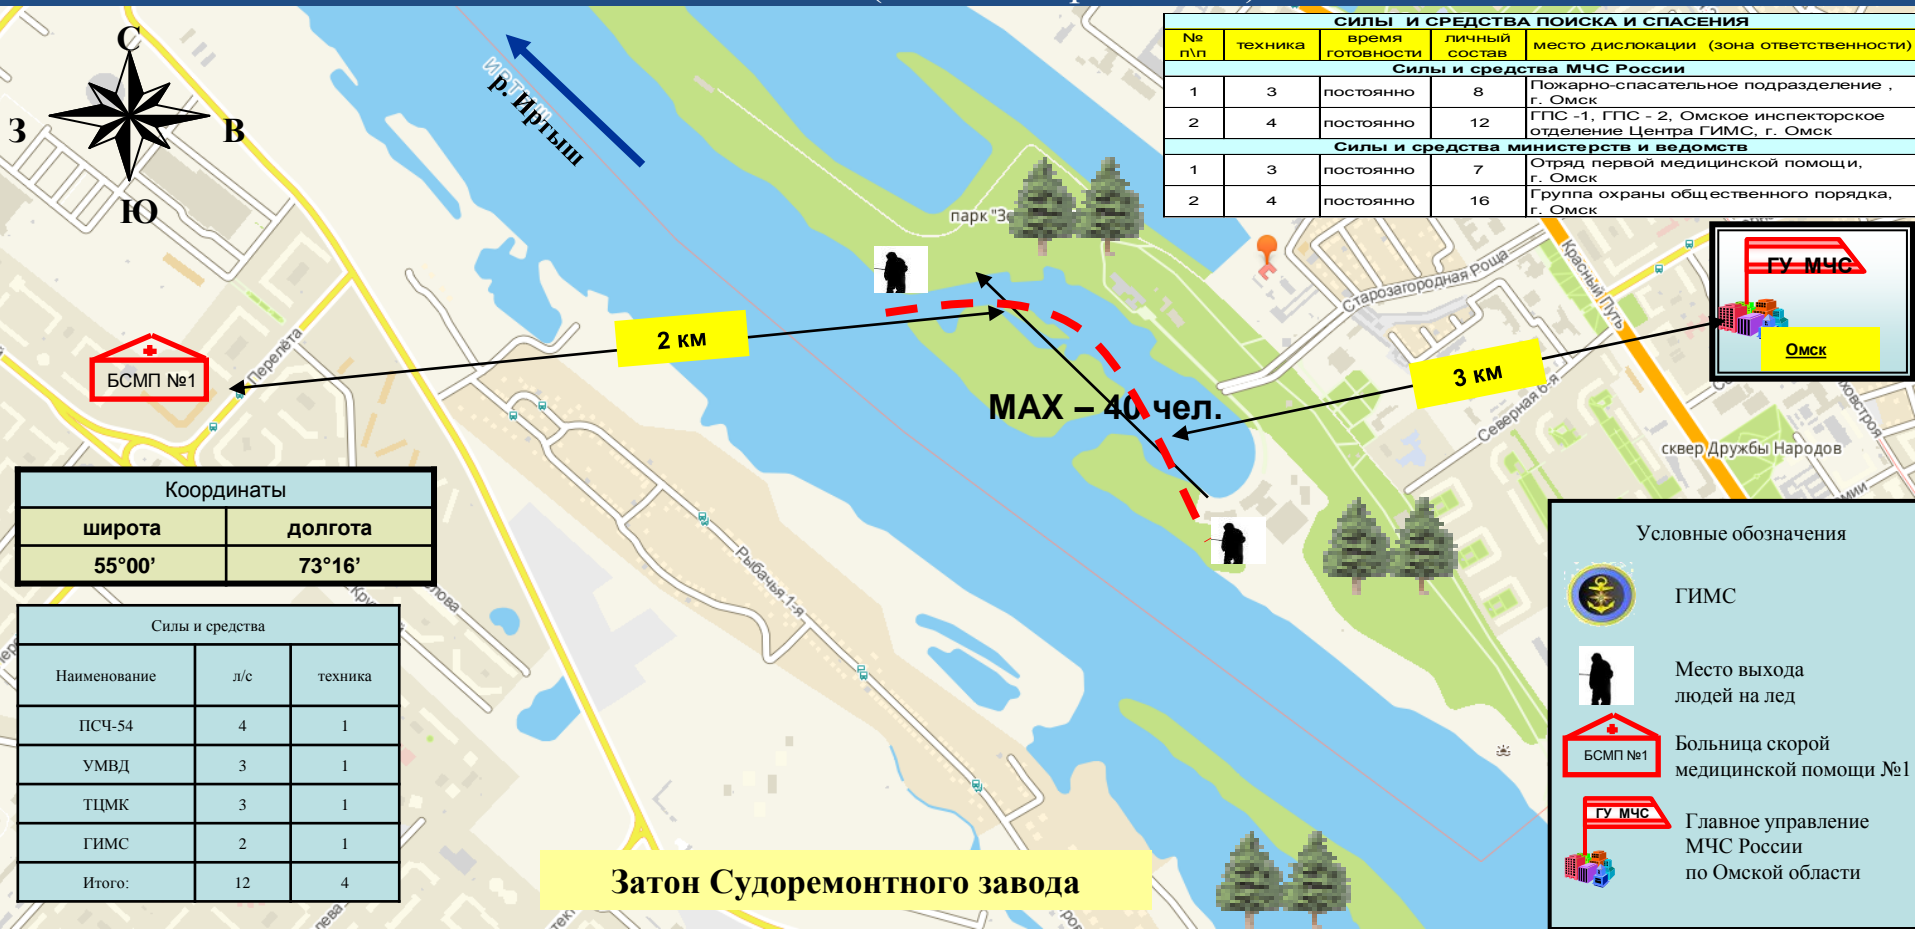 СИЛЫ И СРЕДСТВА ПОИСКА И СПАСЕНИЯ
№ п\п техника время готовности личный состав место дислокации (зона ответственности)
Силы и средства МЧС России
1 3 постоянно 8 Пожарно-спасательное подразделение ,
г. Омск
2 4 постоянно 12 ГПС -1, ГПС - 2, Омское инспекторское
отделение Центра ГИМС, г. Омск
Силы и средства министерств и ведомств
1 3 постоянно 7 Отряд первой медицинской помощи,
г. Омск
2 4 постоянно 16 Группа охраны общественного порядка,
г. Омск
С
З
В
Ю
р. Иртыш
парк
Старозагородная Роща
Красный Путь
ГУ МЧС
Омск
2 км
3 км
МАХ – 40 чел.
БСМП №1
Перелёта
Северная 6-я
сквер Дружбы Народов
Рыбачья 1-я
Координаты
широта долгота
55°00’ 73°16’
Силы и средства
Наименование л/с техника
ПСЧ-54 4 1
УМВД 3 1
ТЦМК 3 1
ГИМС 2 1
Итого: 12 4
Затон Судоремонтного завода
Условные обозначения
ГИМС
Место выхода
людей на лед
БСМП №1
Больница скорой
медицинской помощи №1
ГУ МЧС
Главное управление
МЧС России
по Омской области